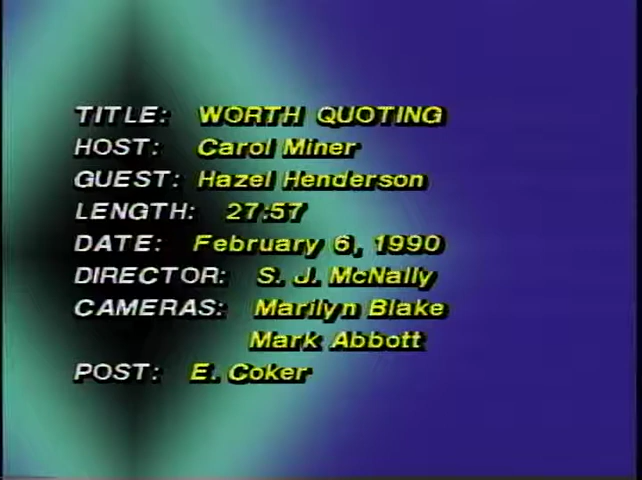 TITLE: WORTH QUOTING
HOST: Carol Miner
GUEST: Hazel Henderson
LENGTH: 27:57
DATE: February 6, 1990
DIRECTOR: S. J. McNally
CAMERAS: Marilyn Blake
Mark Abbott
POST: E. Coker